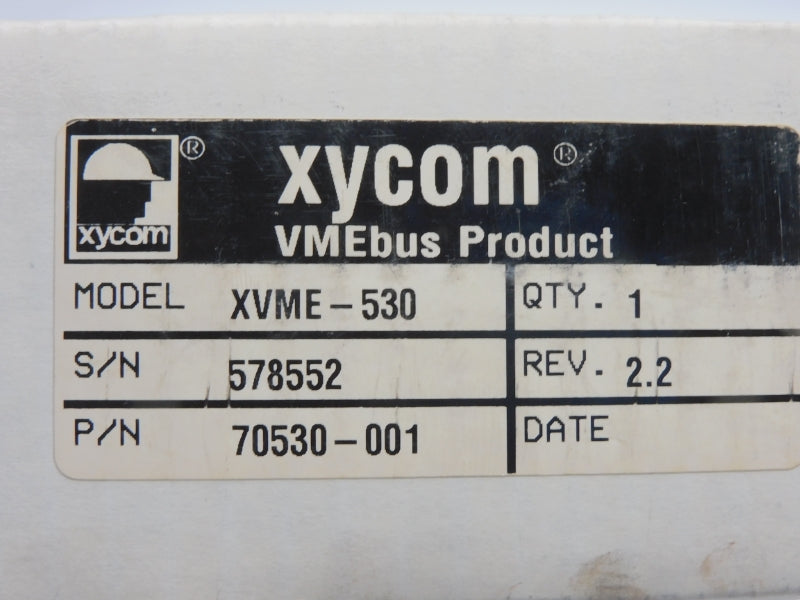 xycom®
xycom®
VMEbus Product
MODEL XVME-530 QTY. 1
S/N 578552 REV. 2.2
P/N 70530-001 DATE